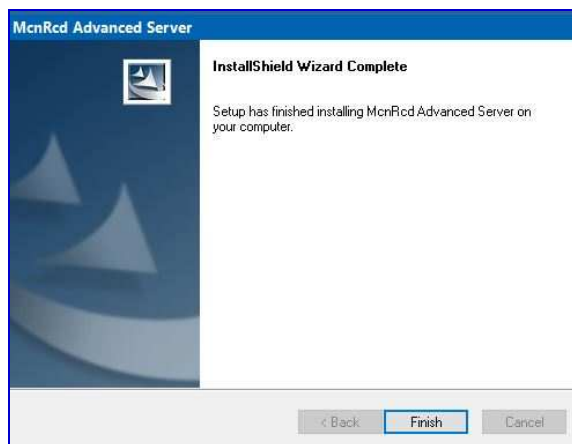 McnRcd Advanced Server
InstallShield Wizard Complete
Setup has finished installing McnRcd Advanced Server on
your computer.
< Back
Finish
Cancel